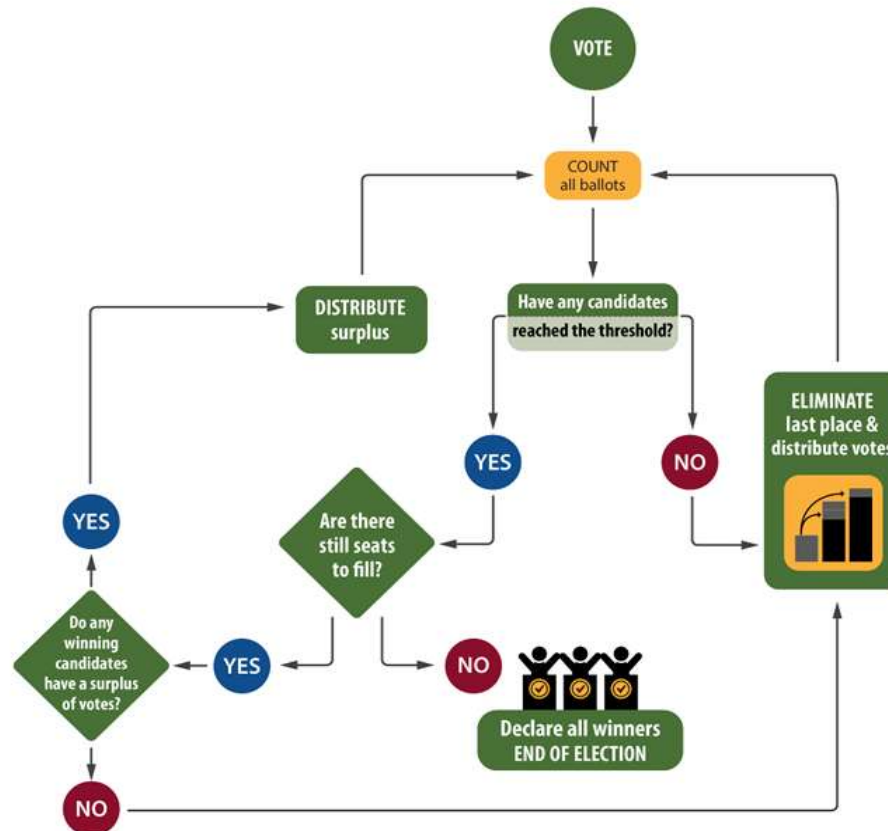 VOTE
COUNT
all ballots
DISTRIBUTE
surplus
Have any candidates
reached the threshold?
ELIMINATE
last place &
distribute votes
YES
NO
YES
Are there
still seats
to fill?
Do any
winning
candidates
have a surplus
of votes?
YES
NO
Declare all winners
END OF ELECTION
NO